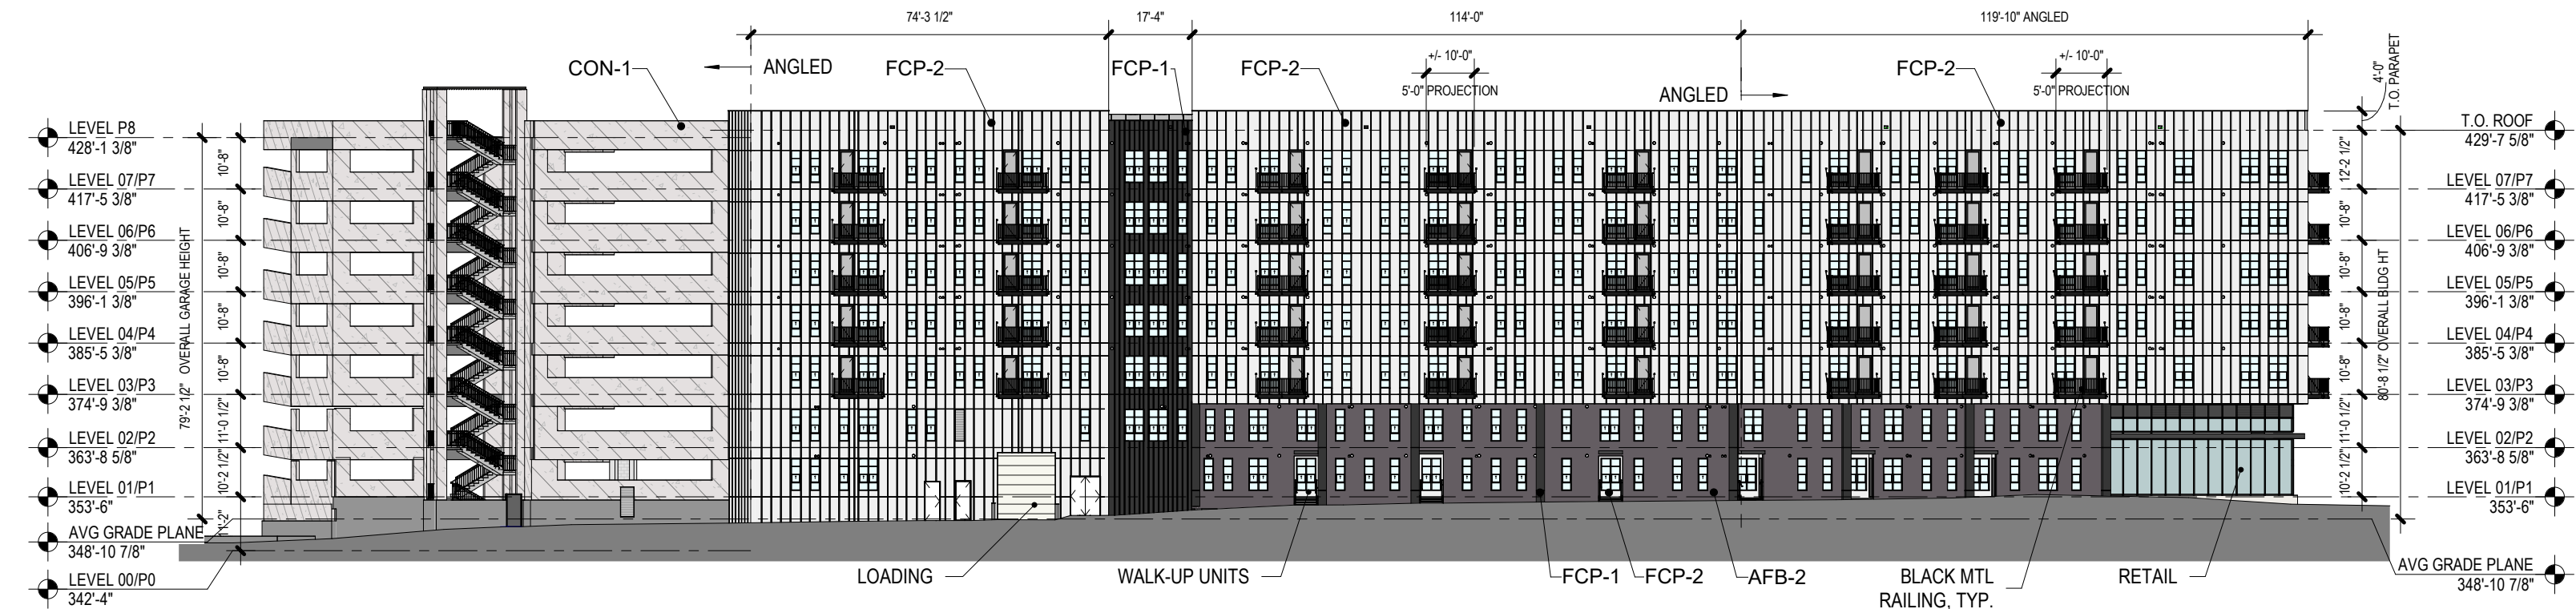 74'-3 1/2"
17'-4"
114'-0"
119'-10" ANGLED
CON-1
ANGLED
FCP-2
FCP-1
FCP-2
+/- 10'-0"
5'-0" PROJECTION
ANGLED
FCP-2
+/- 10'-0"
5'-0" PROJECTION
4'-0"
T.O. PARAPET
LEVEL P8
428'-1 3/8"
LEVEL 07/P7
417'-5 3/8"
LEVEL 06/P6
406'-9 3/8"
LEVEL 05/P5
396'-1 3/8"
LEVEL 04/P4
385'-5 3/8"
LEVEL 03/P3
374'-9 3/8"
LEVEL 02/P2
363'-8 5/8"
LEVEL 01/P1
353'-6"
AVG GRADE PLANE
348'-10 7/8"
LEVEL 00/P0
342'-4"
79'-2 1/2" OVERALL GARAGE HEIGHT
10'-8"
10'-8"
10'-8"
10'-8"
10'-8"
11'-0 1/2"
10'-2 1/2"
T.O. ROOF
429'-7 5/8"
LEVEL 07/P7
417'-5 3/8"
LEVEL 06/P6
406'-9 3/8"
LEVEL 05/P5
396'-1 3/8"
LEVEL 04/P4
385'-5 3/8"
LEVEL 03/P3
374'-9 3/8"
LEVEL 02/P2
363'-8 5/8"
LEVEL 01/P1
353'-6"
AVG GRADE PLANE
348'-10 7/8"
12'-2 1/2"
10'-8"
10'-8"
10'-8"
10'-8"
11'-0 1/2"
10'-2 1/2"
80'-8 1/2" OVERALL BLDG HT
LOADING
WALK-UP UNITS
FCP-1
FCP-2
AFB-2
BLACK MTL
RAILING, TYP.
RETAIL